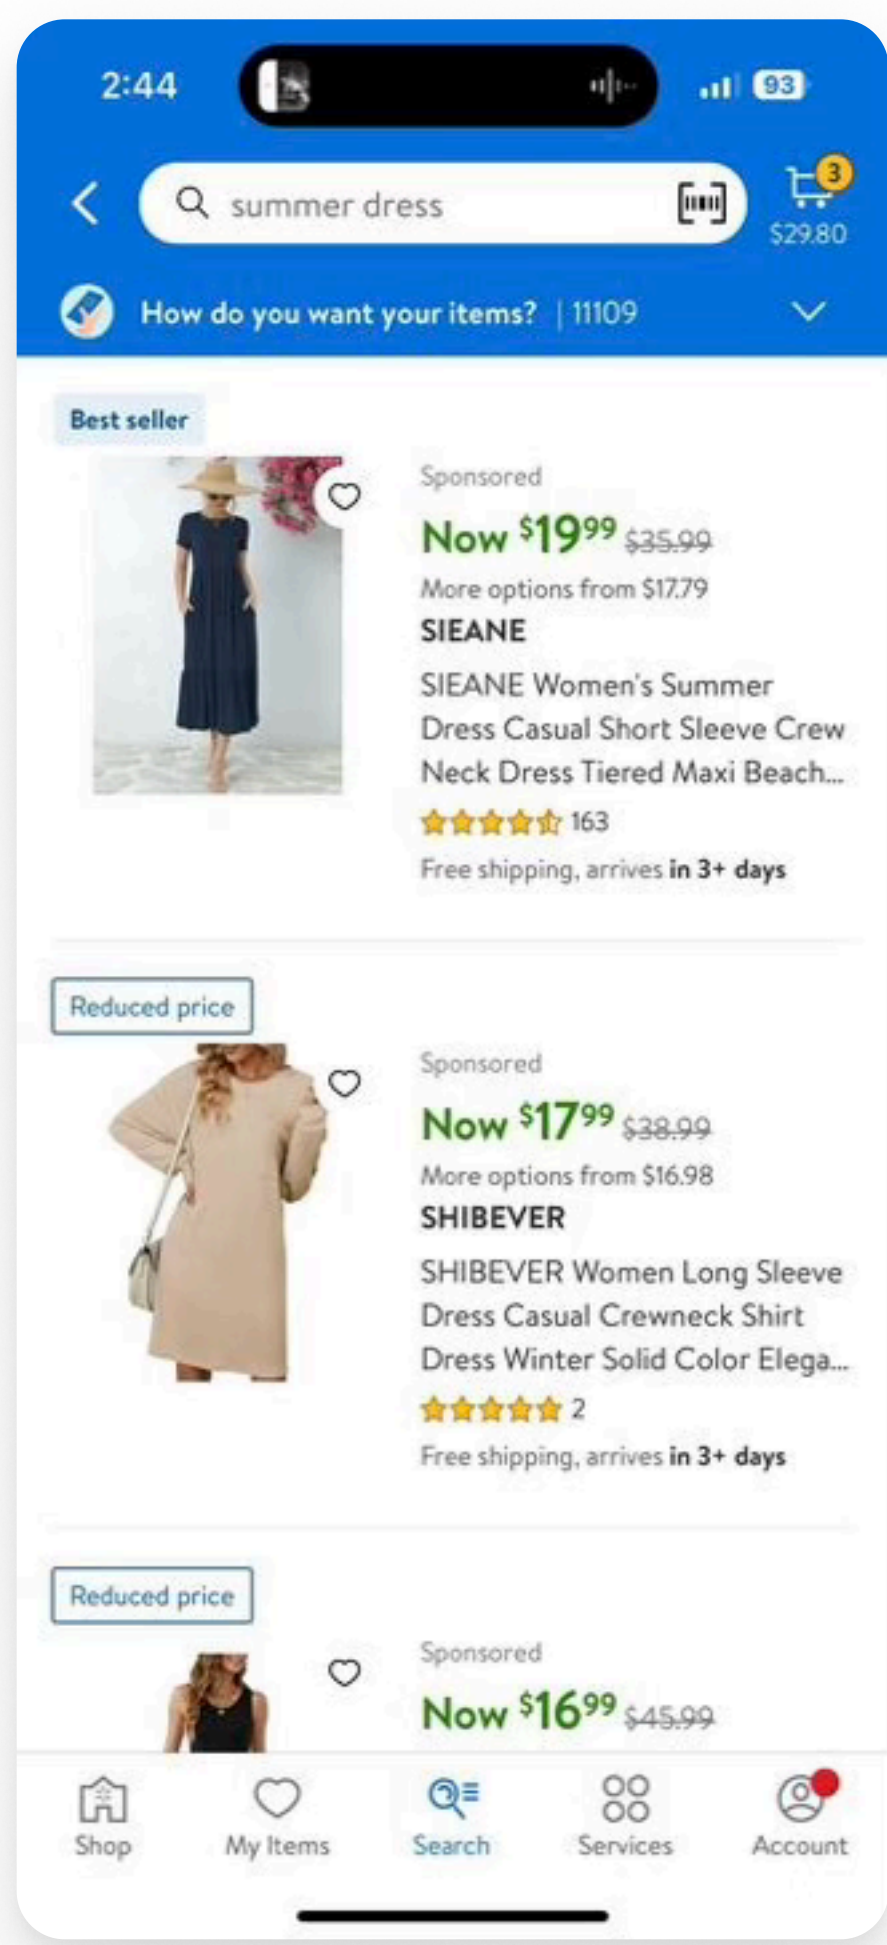 2:44
93
summer dress
3
$29.80
How do you want your items? | 11109
Best seller
Sponsored
Now $19.99 $35.99
More options from $17.79
SIEANE
SIEANE Women's Summer
Dress Casual Short Sleeve Crew
Neck Dress Tiered Maxi Beach...
163
Free shipping, arrives in 3+ days
Reduced price
Sponsored
Now $17.99 $38.99
More options from $16.98
SHIBEVER
SHIBEVER Women Long Sleeve
Dress Casual Crewneck Shirt
Dress Winter Solid Color Elega...
2
Free shipping, arrives in 3+ days
Reduced price
Sponsored
Now $16.99 $45.99
Shop
My Items
Search
Services
Account